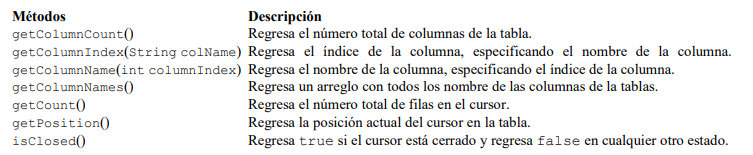 Métodos Descripción
getColumnCount() Regresa el número total de columnas de la tabla.
getColumnIndex(String colName) Regresa el índice de la columna, especificando el nombre de la columna.
getColumnName(int columnIndex) Regresa el nombre de la columna, especificando el índice de la columna.
getColumnNames() Regresa un arreglo con todos los nombre de las columnas de la tablas.
getCount() Regresa el número total de filas en el cursor.
getPosition() Regresa la posición actual del cursor en la tabla.
isClosed() Regresa true si el cursor está cerrado y regresa false en cualquier otro estado.